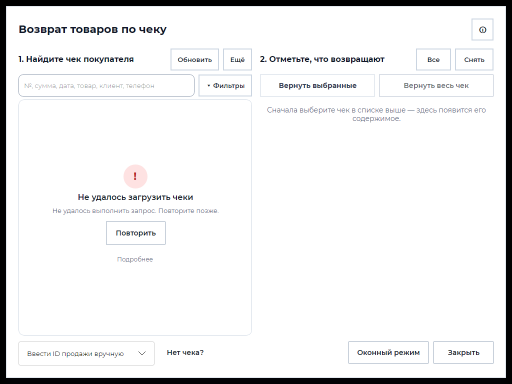 Возврат товаров по чеку
1. Найдите чек покупателя
Обновить
Ещё
№, сумма, дата, товар, клиент, телефон
Фильтры
Не удалось загрузить чеки
Не удалось выполнить запрос. Повторите позже.
Повторить
Подробнее
Ввести ID продажи вручную
Нет чека?
2. Отметьте, что возвращают
Все
Снять
Вернуть выбранные
Вернуть весь чек
Сначала выберите чек в списке выше — здесь появится его
содержимое.
Оконный режим
Закрыть